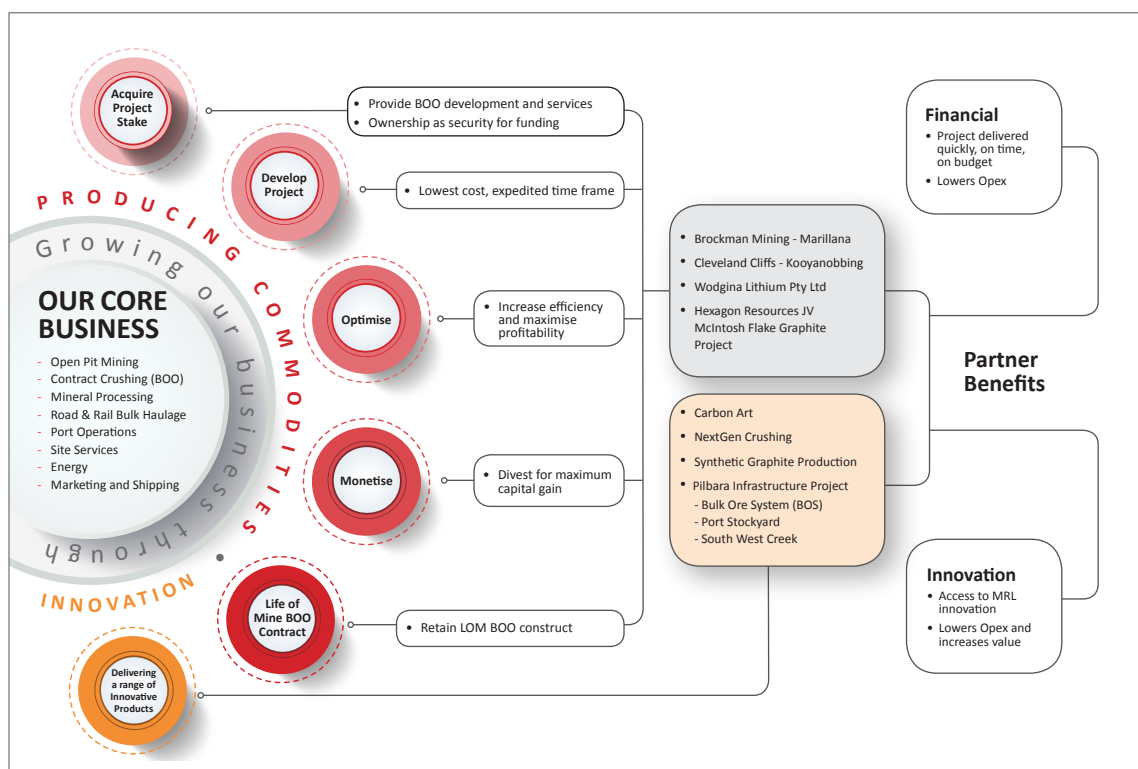 Acquire
Project
Stake
• Provide BOO development and services
• Ownership as security for funding
Develop
Project
• Lowest cost, expedited time frame
Optimise
• Increase efficiency
and maximise
profitability
Monetise
• Divest for maximum
capital gain
Life of
Mine BOO
Contract
• Retain LOM BOO construct
Delivering
a range of
Innovative
Products
PRODUCING COMMODITIES
•
INNOVATION
Growing our business through
OUR CORE
BUSINESS
- Open Pit Mining
- Contract Crushing (BOO)
- Mineral Processing
- Road & Rail Bulk Haulage
- Port Operations
- Site Services
- Energy
- Marketing and Shipping
• Brockman Mining - Marillana
• Cleveland Cliffs - Kooyanobbing
• Wodgina Lithium Pty Ltd
• Hexagon Resources JV
McIntosh Flake Graphite
Project
• Carbon Art
• NextGen Crushing
• Synthetic Graphite Production
• Pilbara Infrastructure Project
- Bulk Ore System (BOS)
- Port Stockyard
- South West Creek
Partner
Benefits
Financial
• Project delivered
quickly, on time,
on budget
• Lowers Opex
Innovation
• Access to MRL
innovation
• Lowers Opex and
increases value